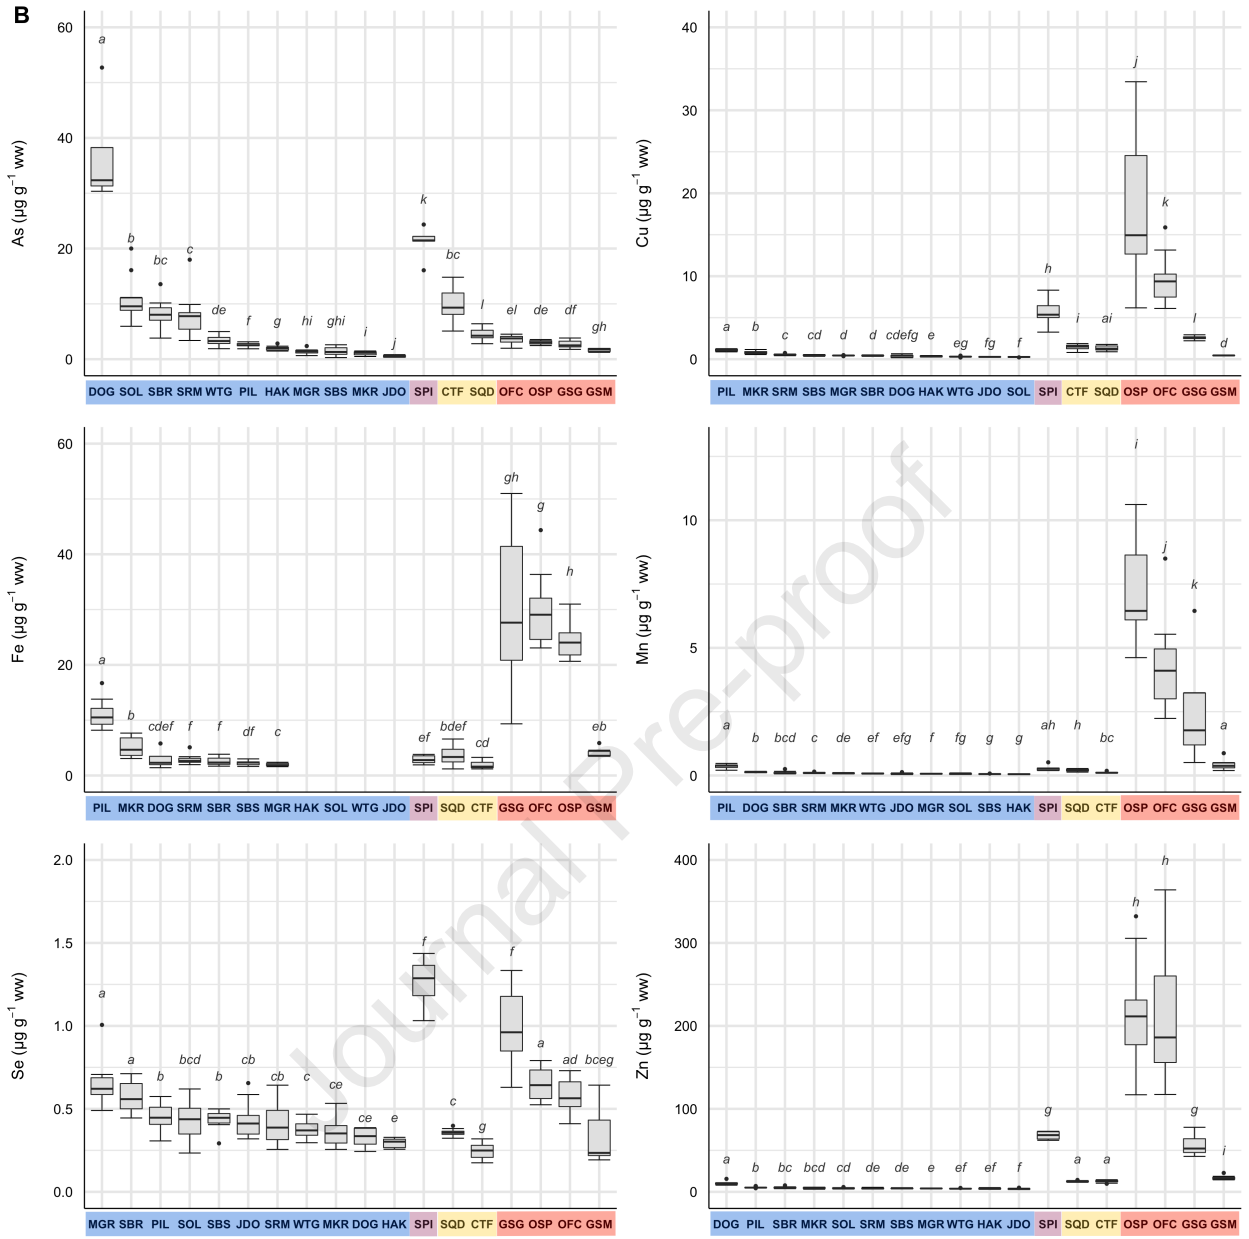 B
As (µg g⁻¹ ww)
60
40
20
0
a
b
bc
c
de
f
g
hi
ghi
i
j
k
bc
l
el
de
df
gh
DOG SOL SBR SRM WTG PIL HAK MGR SBS MKR JDO SPI CTF SQD OFC OSP GSG GSM
Cu (µg g⁻¹ ww)
40
30
20
10
0
a
b
c
cd
d
d
cdefg
e
eg
fg
f
h
i
ai
j
k
l
d
PIL MKR SRM SBS MGR SBR DOG HAK WTG JDO SOL SPI CTF SQD OSP OFC GSG GSM
Fe (µg g⁻¹ ww)
60
40
20
0
a
b
cdef
f
f
df
c
ef
bdef
cd
gh
g
h
eb
PIL MKR DOG SRM SBR SBS MGR HAK SOL WTG JDO SPI SQD CTF GSG OFC OSP GSM
Mn (µg g⁻¹ ww)
10
5
0
a
b
bcd
c
de
ef
efg
f
fg
g
g
ah
h
bc
i
j
k
a
PIL DOG SBR SRM MKR WTG JDO MGR SOL SBS HAK SPI SQD CTF OSP OFC GSG GSM
Se (µg g⁻¹ ww)
2.0
1.5
1.0
0.5
0.0
a
a
b
bcd
b
cb
cb
c
ce
ce
e
f
c
g
f
a
ad
bceg
MGR SBR PIL SOL SBS JDO SRM WTG MKR DOG HAK SPI SQD CTF GSG OSP OFC GSM
Zn (µg g⁻¹ ww)
400
300
200
100
0
a
b
bc
bcd
cd
de
de
e
ef
ef
f
g
a
a
h
h
g
i
DOG PIL SBR MKR SOL SRM SBS MGR WTG HAK JDO SPI SQD CTF OSP OFC GSG GSM
Journal Pre-proof